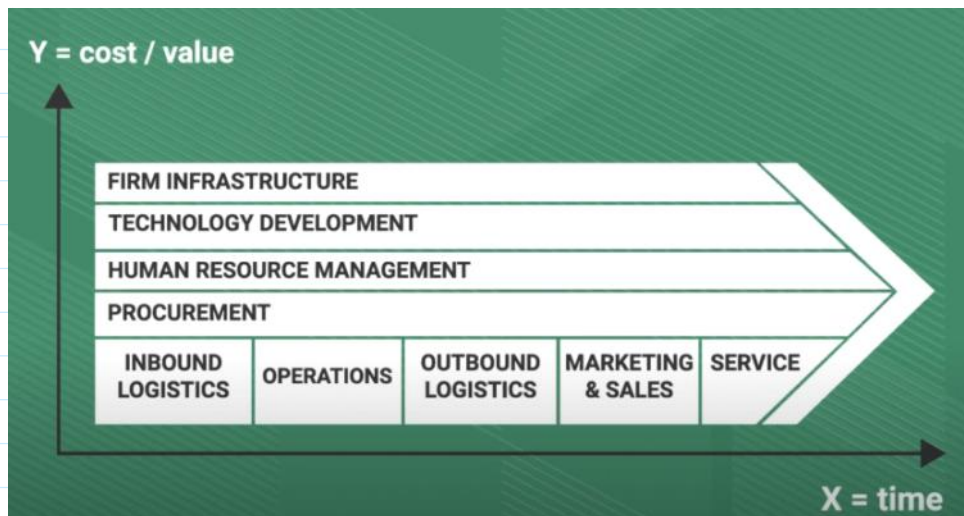 Y = cost / value
FIRM INFRASTRUCTURE
TECHNOLOGY DEVELOPMENT
HUMAN RESOURCE MANAGEMENT
PROCUREMENT
INBOUND
LOGISTICS
OPERATIONS
OUTBOUND
LOGISTICS
MARKETING
& SALES
SERVICE
X = time